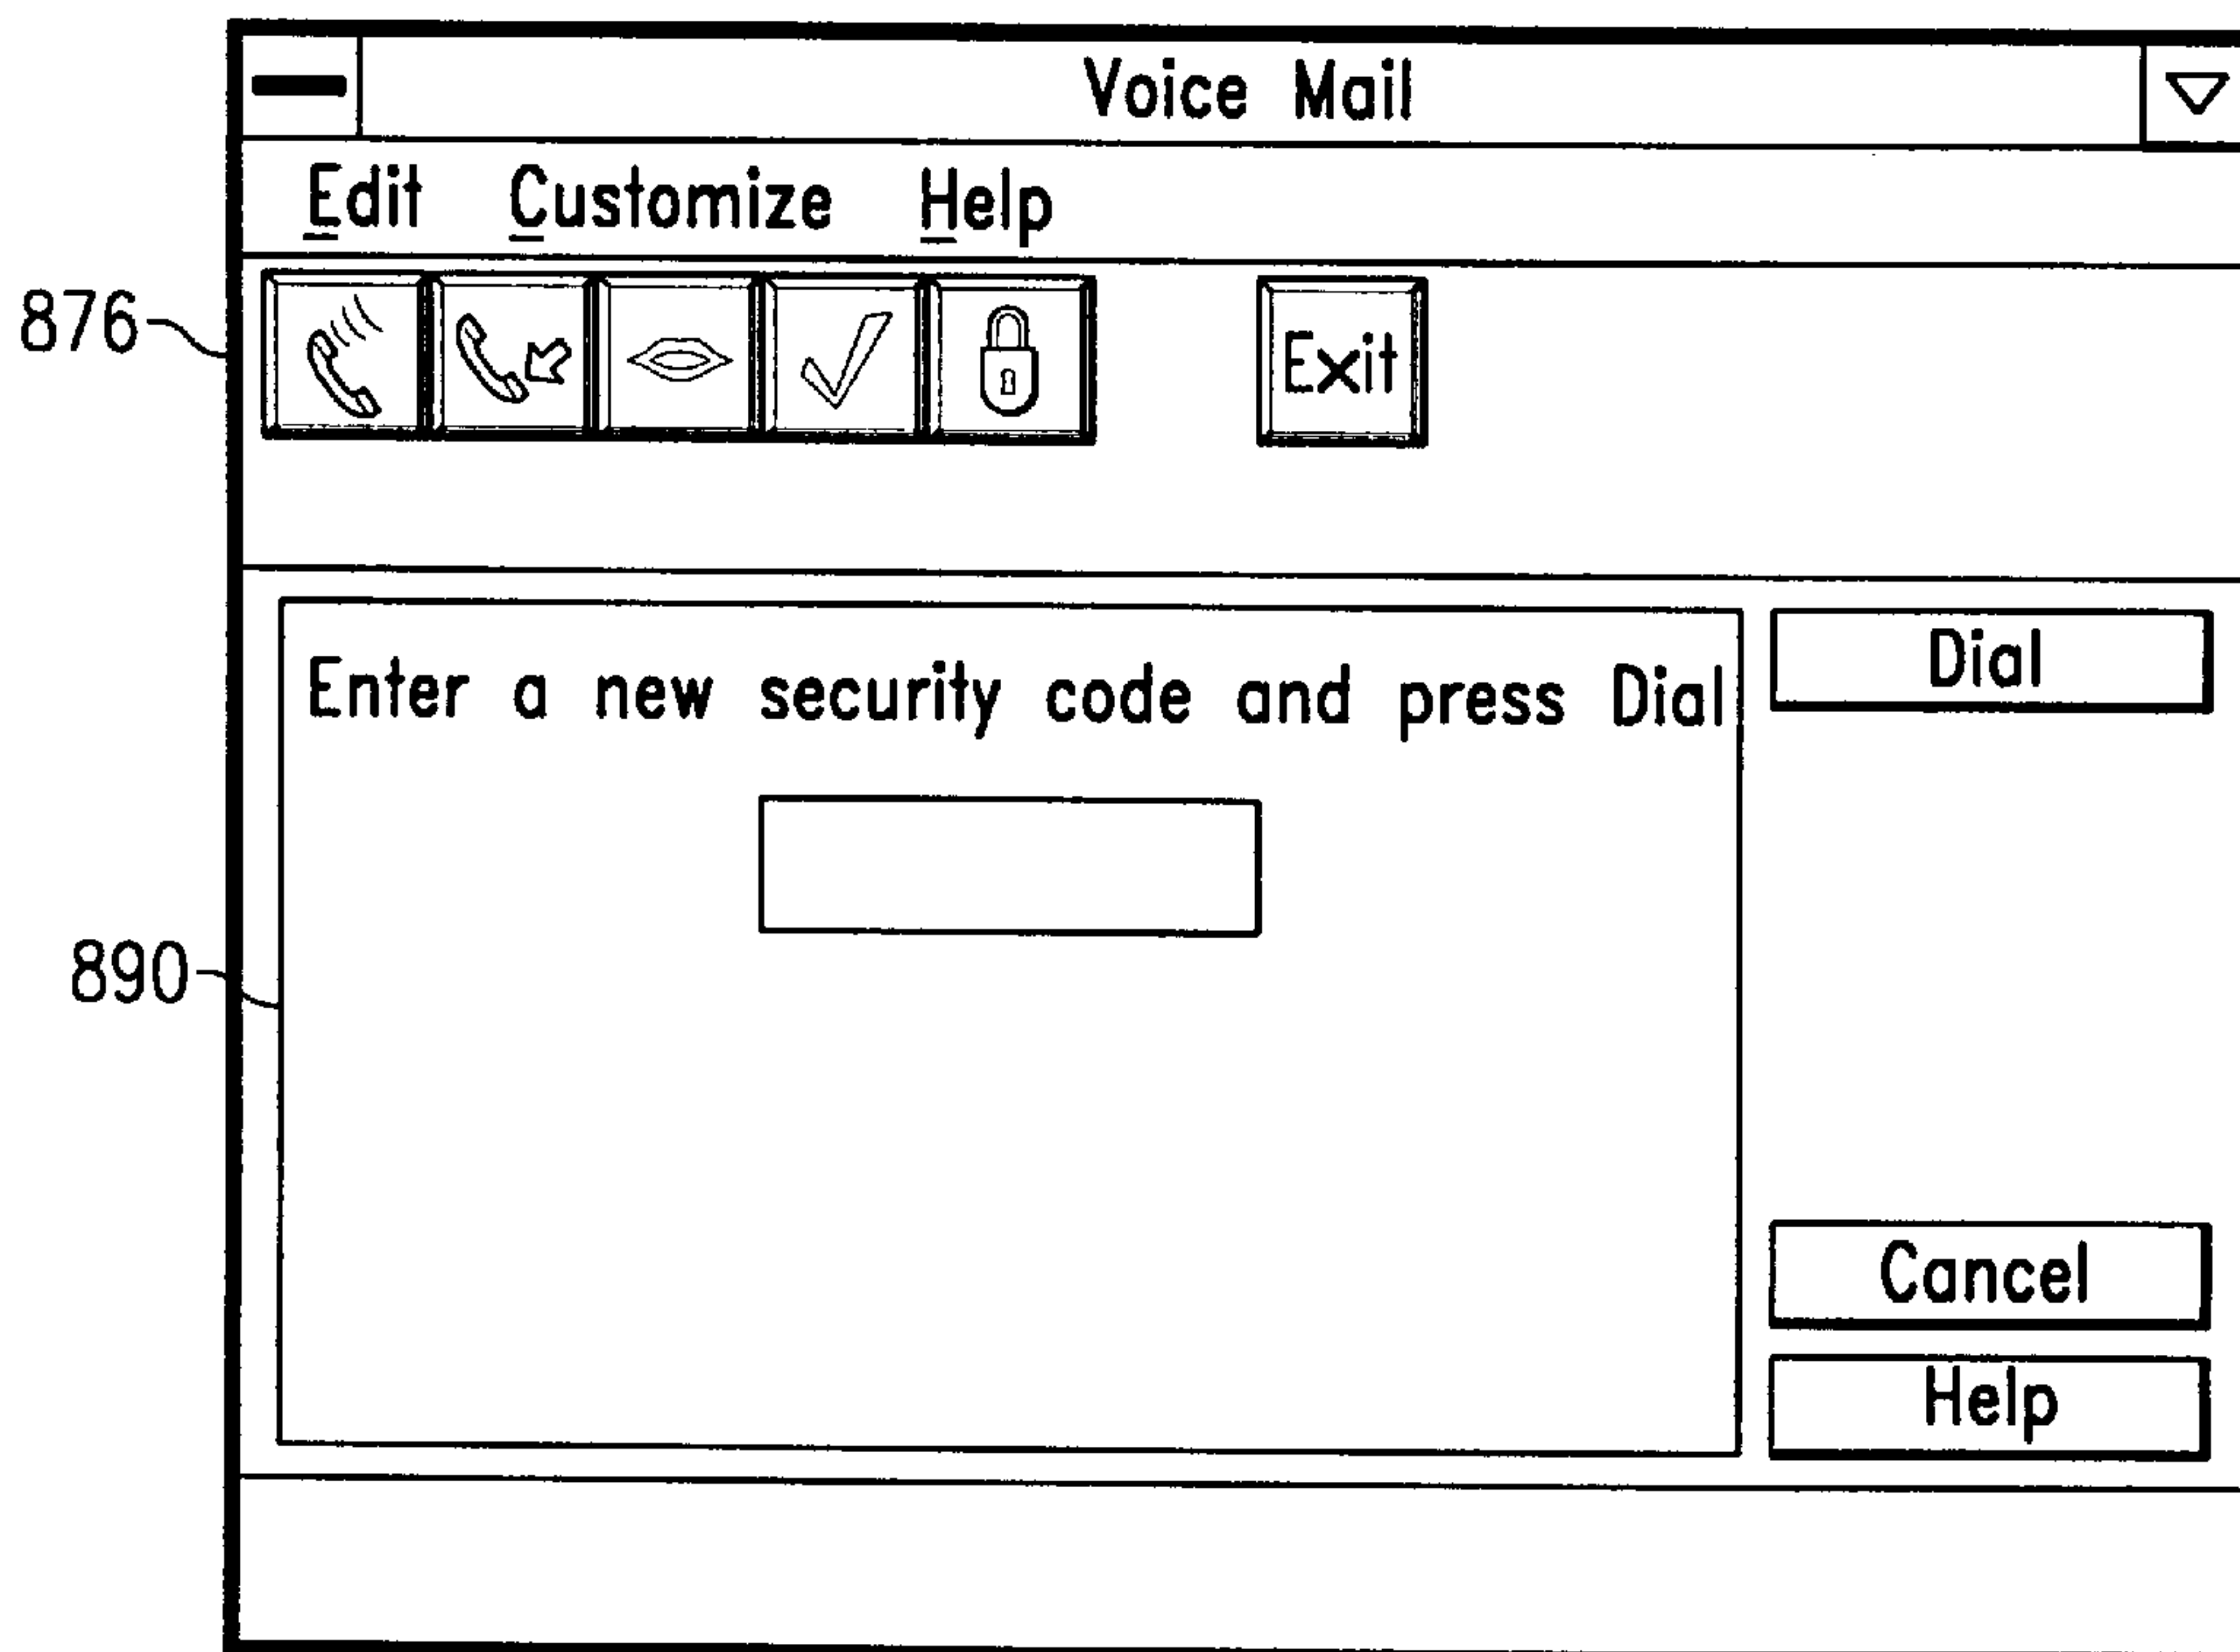 Voice Mail
Edit Customize Help
876
Exit
Enter a new security code and press Dial
Dial
890
Cancel
Help